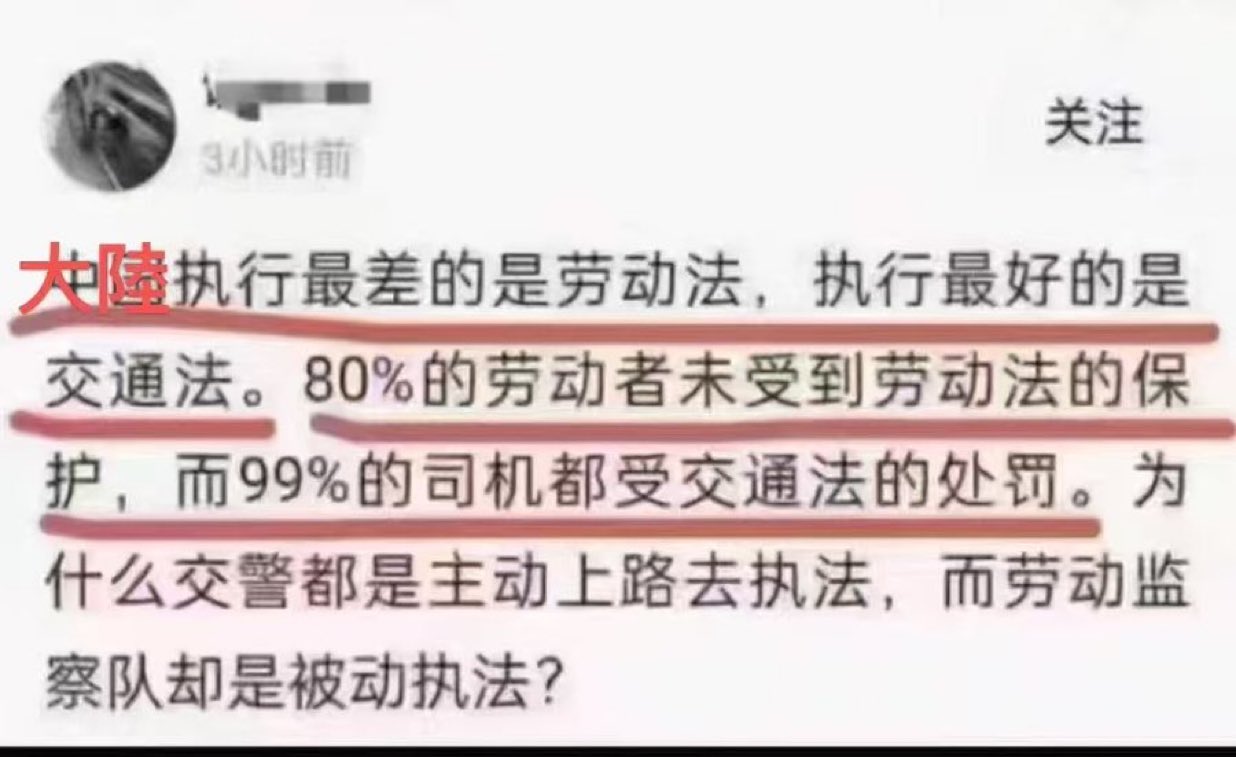 3小时前
关注
大陸执行最差的是劳动法，执行最好的是
交通法。80%的劳动者未受到劳动法的保
护，而99%的司机都受交通法的处罚。为
什么交警都是主动上路去执法，而劳动监
察队却是被动执法？